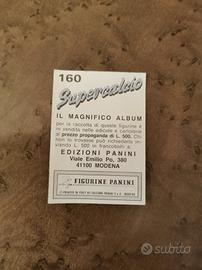 160
Supercalcio
IL MAGNIFICO ALBUM
per la raccolta di queste figurine è
in vendita nelle edicole e cartolerie
al prezzo propaganda di L. 500. Chi
non lo trovasse può richiederlo in-
viando L. 500 in francobolli a:
EDIZIONI PANINI
Viale Emilio Po, 380
41100 MODENA
FIGURINE PANINI
subito